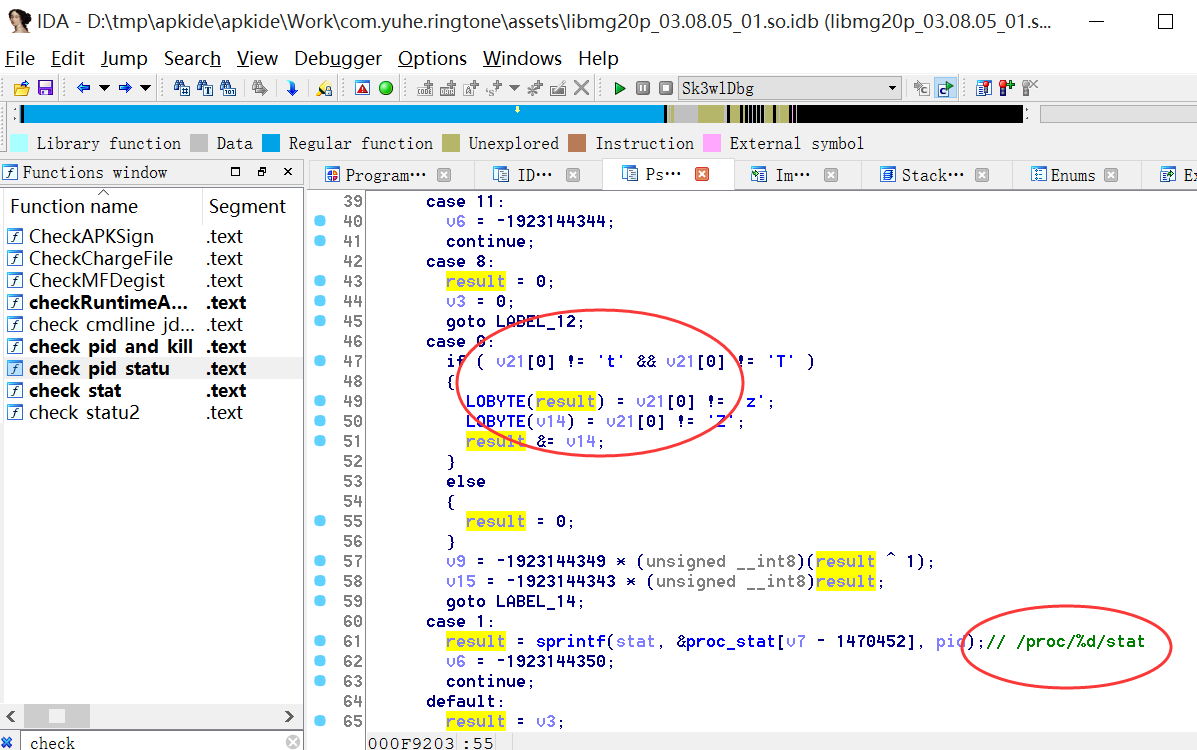 IDA - D:\tmp\apkide\apkide\Work\com.yuhe.ringtone\assets\libmg20p_03.08.05_01.so.idb (libmg20p_03.08.05_01.s...
File Edit Jump Search View Debugger Options Windows Help
Sk3wlDbg
Library function Data Regular function Unexplored Instruction External symbol
Functions window
Program··· ID··· Ps··· Im··· Stack··· Enums Ex
Function name Segment
CheckAPKSign .text
CheckChargeFile .text
CheckMFDegist .text
checkRuntimeA... .text
check cmdline jd... .text
check pid and kill .text
check pid statu .text
check stat .text
check statu2 .text
check
39 case 11:
40 v6 = -1923144344;
41 continue;
42 case 8:
43 result = 0;
44 v3 = 0;
45 goto LABEL_12;
46 case 0:
47 if ( v21[0] != 't' && v21[0] != 'T' )
48 {
49 LOBYTE(result) = v21[0] != 'z';
50 LOBYTE(v14) = v21[0] != 'Z';
51 result &= v14;
52 }
53 else
54 {
55 result = 0;
56 }
57 v9 = -1923144349 * (unsigned __int8)(result ^ 1);
58 v15 = -1923144343 * (unsigned __int8)result;
59 goto LABEL_14;
60 case 1:
61 result = sprintf(stat, &proc_stat[v7 - 1470452], pid);// /proc/%d/stat
62 v6 = -1923144350;
63 continue;
64 default:
65 result = v3;
000F9203 :55